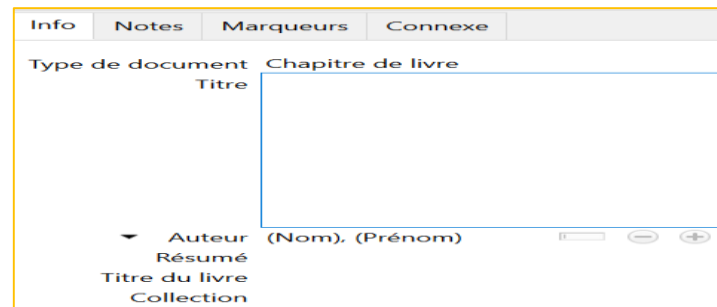 Info Notes Marqueurs Connexe
Type de document Chapitre de livre
Titre
Auteur (Nom), (Prénom)
Résumé
Titre du livre
Collection